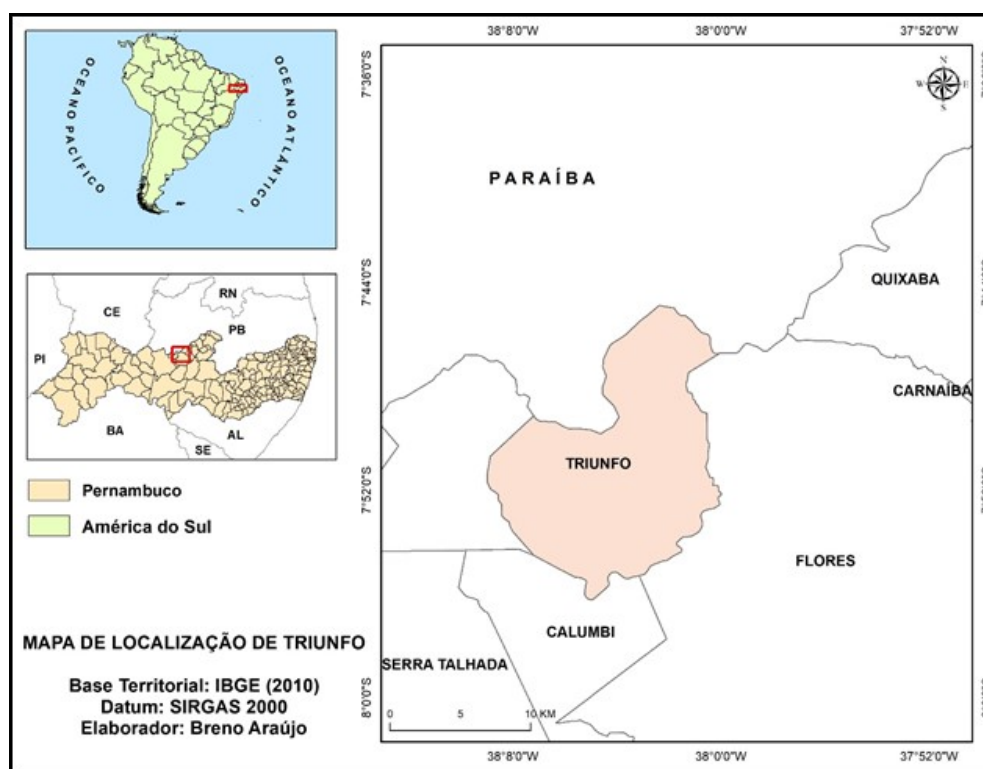 OCEANO PACÍFICO
OCEANO ATLÂNTICO
CE
RN
PB
PI
BA
AL
SE
Pernambuco
América do Sul
MAPA DE LOCALIZAÇÃO DE TRIUNFO
Base Territorial: IBGE (2010)
Datum: SIRGAS 2000
Elaborador: Breno Araújo
38°8'0"W 38°0'0"W 37°52'0"W
7°36'0"S
7°44'0"S
7°52'0"S
8°0'0"S
N
W E
S
PARAÍBA
QUIXABA
CARNAÍBA
TRIUNFO
FLORES
CALUMBI
SERRA TALHADA
0 5 10 KM
38°8'0"W 38°0'0"W 37°52'0"W